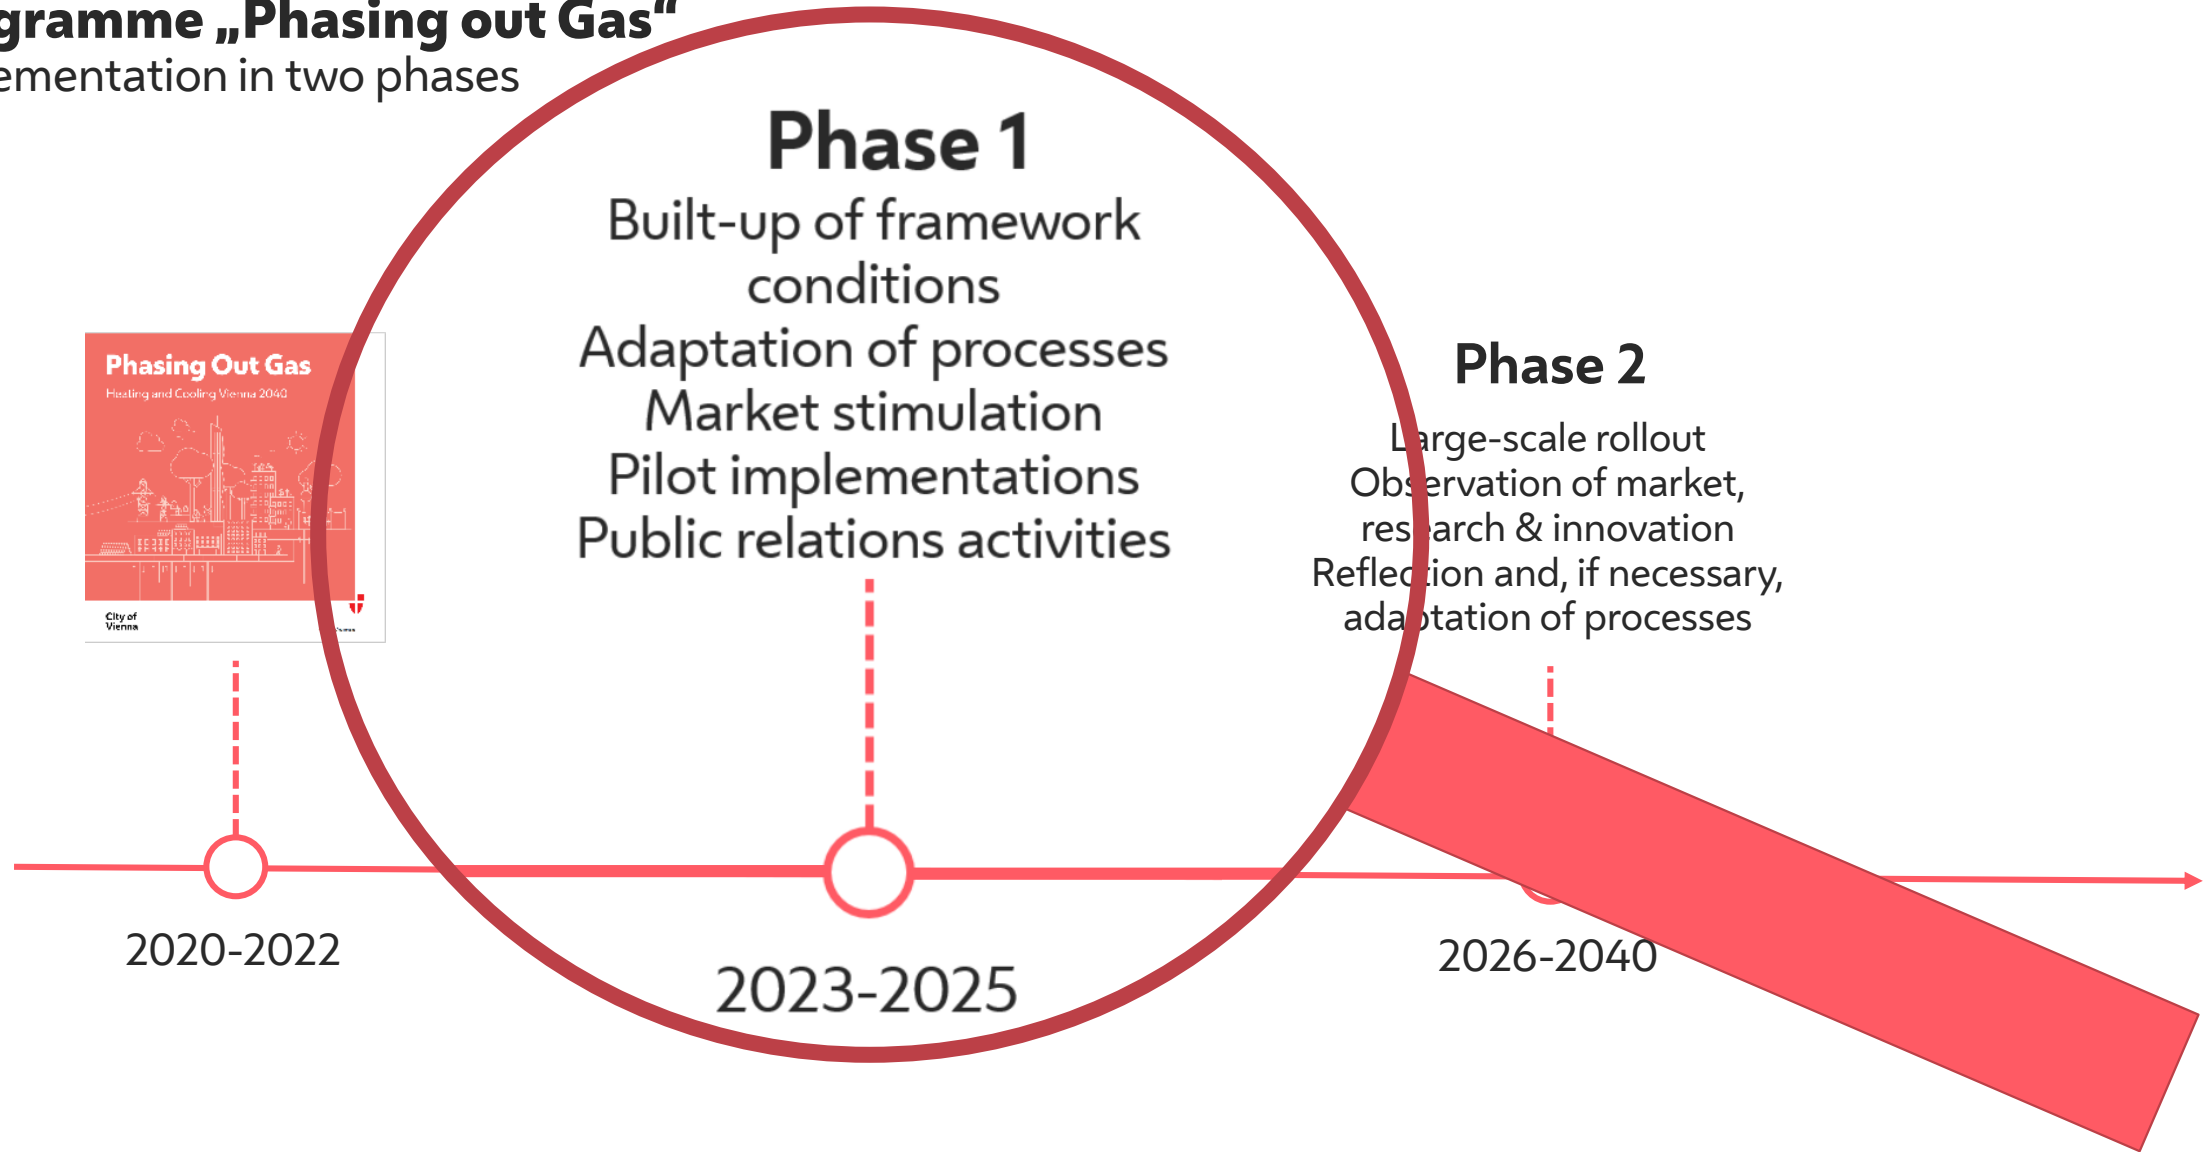 gramme „Phasing out Gas“
ementation in two phases
Phasing Out Gas
Heating and Cooling Vienna 2040
City of
Vienna
2020-2022
Phase 1
Built-up of framework
conditions
Adaptation of processes
Market stimulation
Pilot implementations
Public relations activities
2023-2025
Phase 2
Large-scale rollout
Observation of market,
research & innovation
Reflection and, if necessary,
adaptation of processes
2026-2040